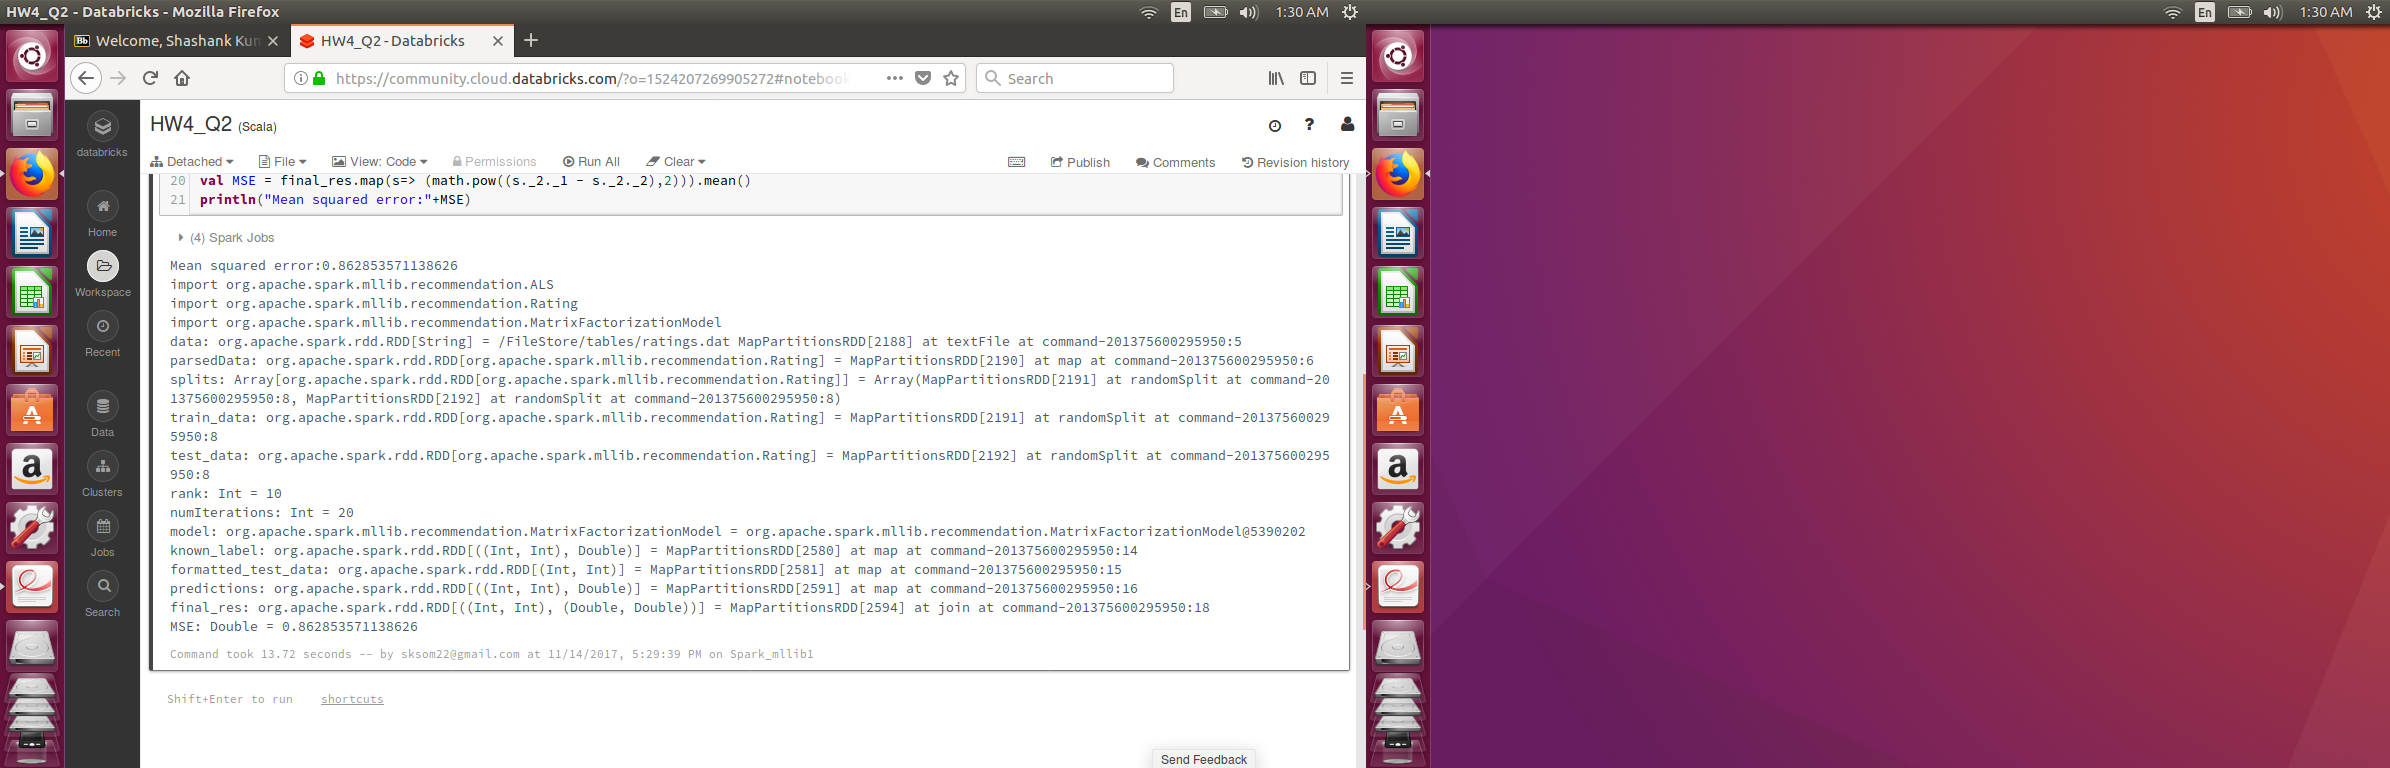 HW4_Q2 - Databricks - Mozilla Firefox
En
1:30 AM
En
1:30 AM
Bb Welcome, Shashank Kun
HW4_Q2 - Databricks
https://community.cloud.databricks.com/?o=1524207269905272#notebook
Search
databricks
Home
Workspace
Recent
Data
Clusters
Jobs
Search
HW4_Q2 (Scala)
Detached
File
View: Code
Permissions
Run All
Clear
Publish
Comments
Revision history
20 val MSE = final_res.map(s=> (math.pow((s._2._1 - s._2._2),2))).mean()
21 println("Mean squared error:"+MSE)
(4) Spark Jobs
Mean squared error:0.862853571138626
import org.apache.spark.mllib.recommendation.ALS
import org.apache.spark.mllib.recommendation.Rating
import org.apache.spark.mllib.recommendation.MatrixFactorizationModel
data: org.apache.spark.rdd.RDD[String] = /FileStore/tables/ratings.dat MapPartitionsRDD[2188] at textFile at command-201375600295950:5
parsedData: org.apache.spark.rdd.RDD[org.apache.spark.mllib.recommendation.Rating] = MapPartitionsRDD[2190] at map at command-201375600295950:6
splits: Array[org.apache.spark.rdd.RDD[org.apache.spark.mllib.recommendation.Rating]] = Array(MapPartitionsRDD[2191] at randomSplit at command-20
1375600295950:8, MapPartitionsRDD[2192] at randomSplit at command-201375600295950:8)
train_data: org.apache.spark.rdd.RDD[org.apache.spark.mllib.recommendation.Rating] = MapPartitionsRDD[2191] at randomSplit at command-20137560029
5950:8
test_data: org.apache.spark.rdd.RDD[org.apache.spark.mllib.recommendation.Rating] = MapPartitionsRDD[2192] at randomSplit at command-201375600295
950:8
rank: Int = 10
numIterations: Int = 20
model: org.apache.spark.mllib.recommendation.MatrixFactorizationModel = org.apache.spark.mllib.recommendation.MatrixFactorizationModel@5390202
known_label: org.apache.spark.rdd.RDD[((Int, Int), Double)] = MapPartitionsRDD[2580] at map at command-201375600295950:14
formatted_test_data: org.apache.spark.rdd.RDD[(Int, Int)] = MapPartitionsRDD[2581] at map at command-201375600295950:15
predictions: org.apache.spark.rdd.RDD[((Int, Int), Double)] = MapPartitionsRDD[2591] at map at command-201375600295950:16
final_res: org.apache.spark.rdd.RDD[((Int, Int), (Double, Double))] = MapPartitionsRDD[2594] at join at command-201375600295950:18
MSE: Double = 0.862853571138626
Command took 13.72 seconds -- by sksom22@gmail.com at 11/14/2017, 5:29:39 PM on Spark_mllib1
Shift+Enter to run shortcuts
Send Feedback